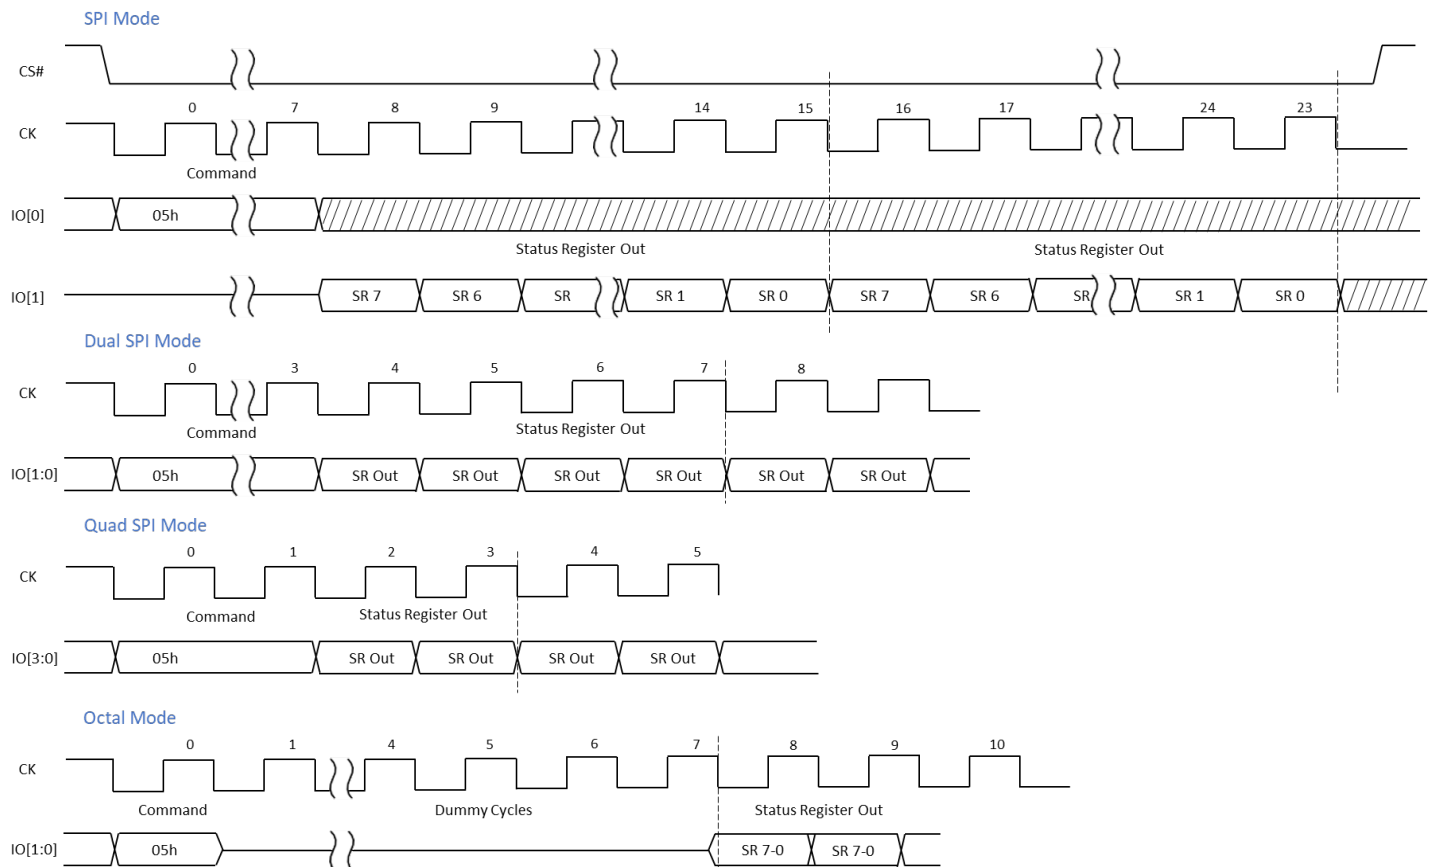 SPI Mode
CS#
0 7 8 9 14 15 16 17 24 23
CK
Command
IO[0] 05h
Status Register Out Status Register Out
IO[1] SR 7 SR 6 SR SR 1 SR 0 SR 7 SR 6 SR SR 1 SR 0
Dual SPI Mode
0 3 4 5 6 7 8
CK
Command Status Register Out
IO[1:0] 05h SR Out SR Out SR Out SR Out SR Out SR Out
Quad SPI Mode
0 1 2 3 4 5
CK
Command Status Register Out
IO[3:0] 05h SR Out SR Out SR Out SR Out
Octal Mode
0 1 4 5 6 7 8 9 10
CK
Command Dummy Cycles Status Register Out
IO[1:0] 05h SR 7-0 SR 7-0